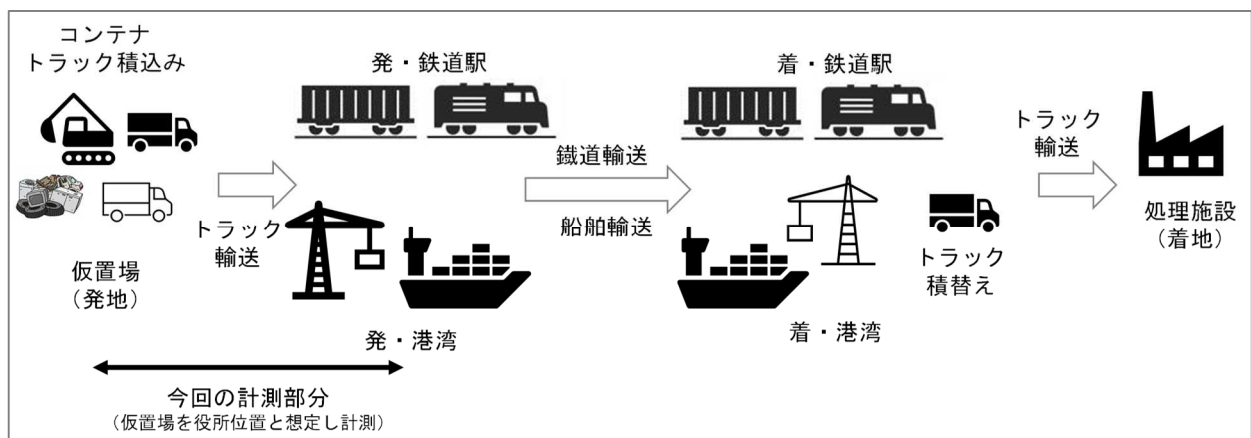 コンテナ
トラック積込み
仮置場
（発地）
トラック
輸送
発・鉄道駅
発・港湾
鐵道輸送
船舶輸送
着・鉄道駅
着・港湾
トラック
積替え
トラック
輸送
処理施設
（着地）
今回の計測部分
（仮置場を役所位置と想定し計測）